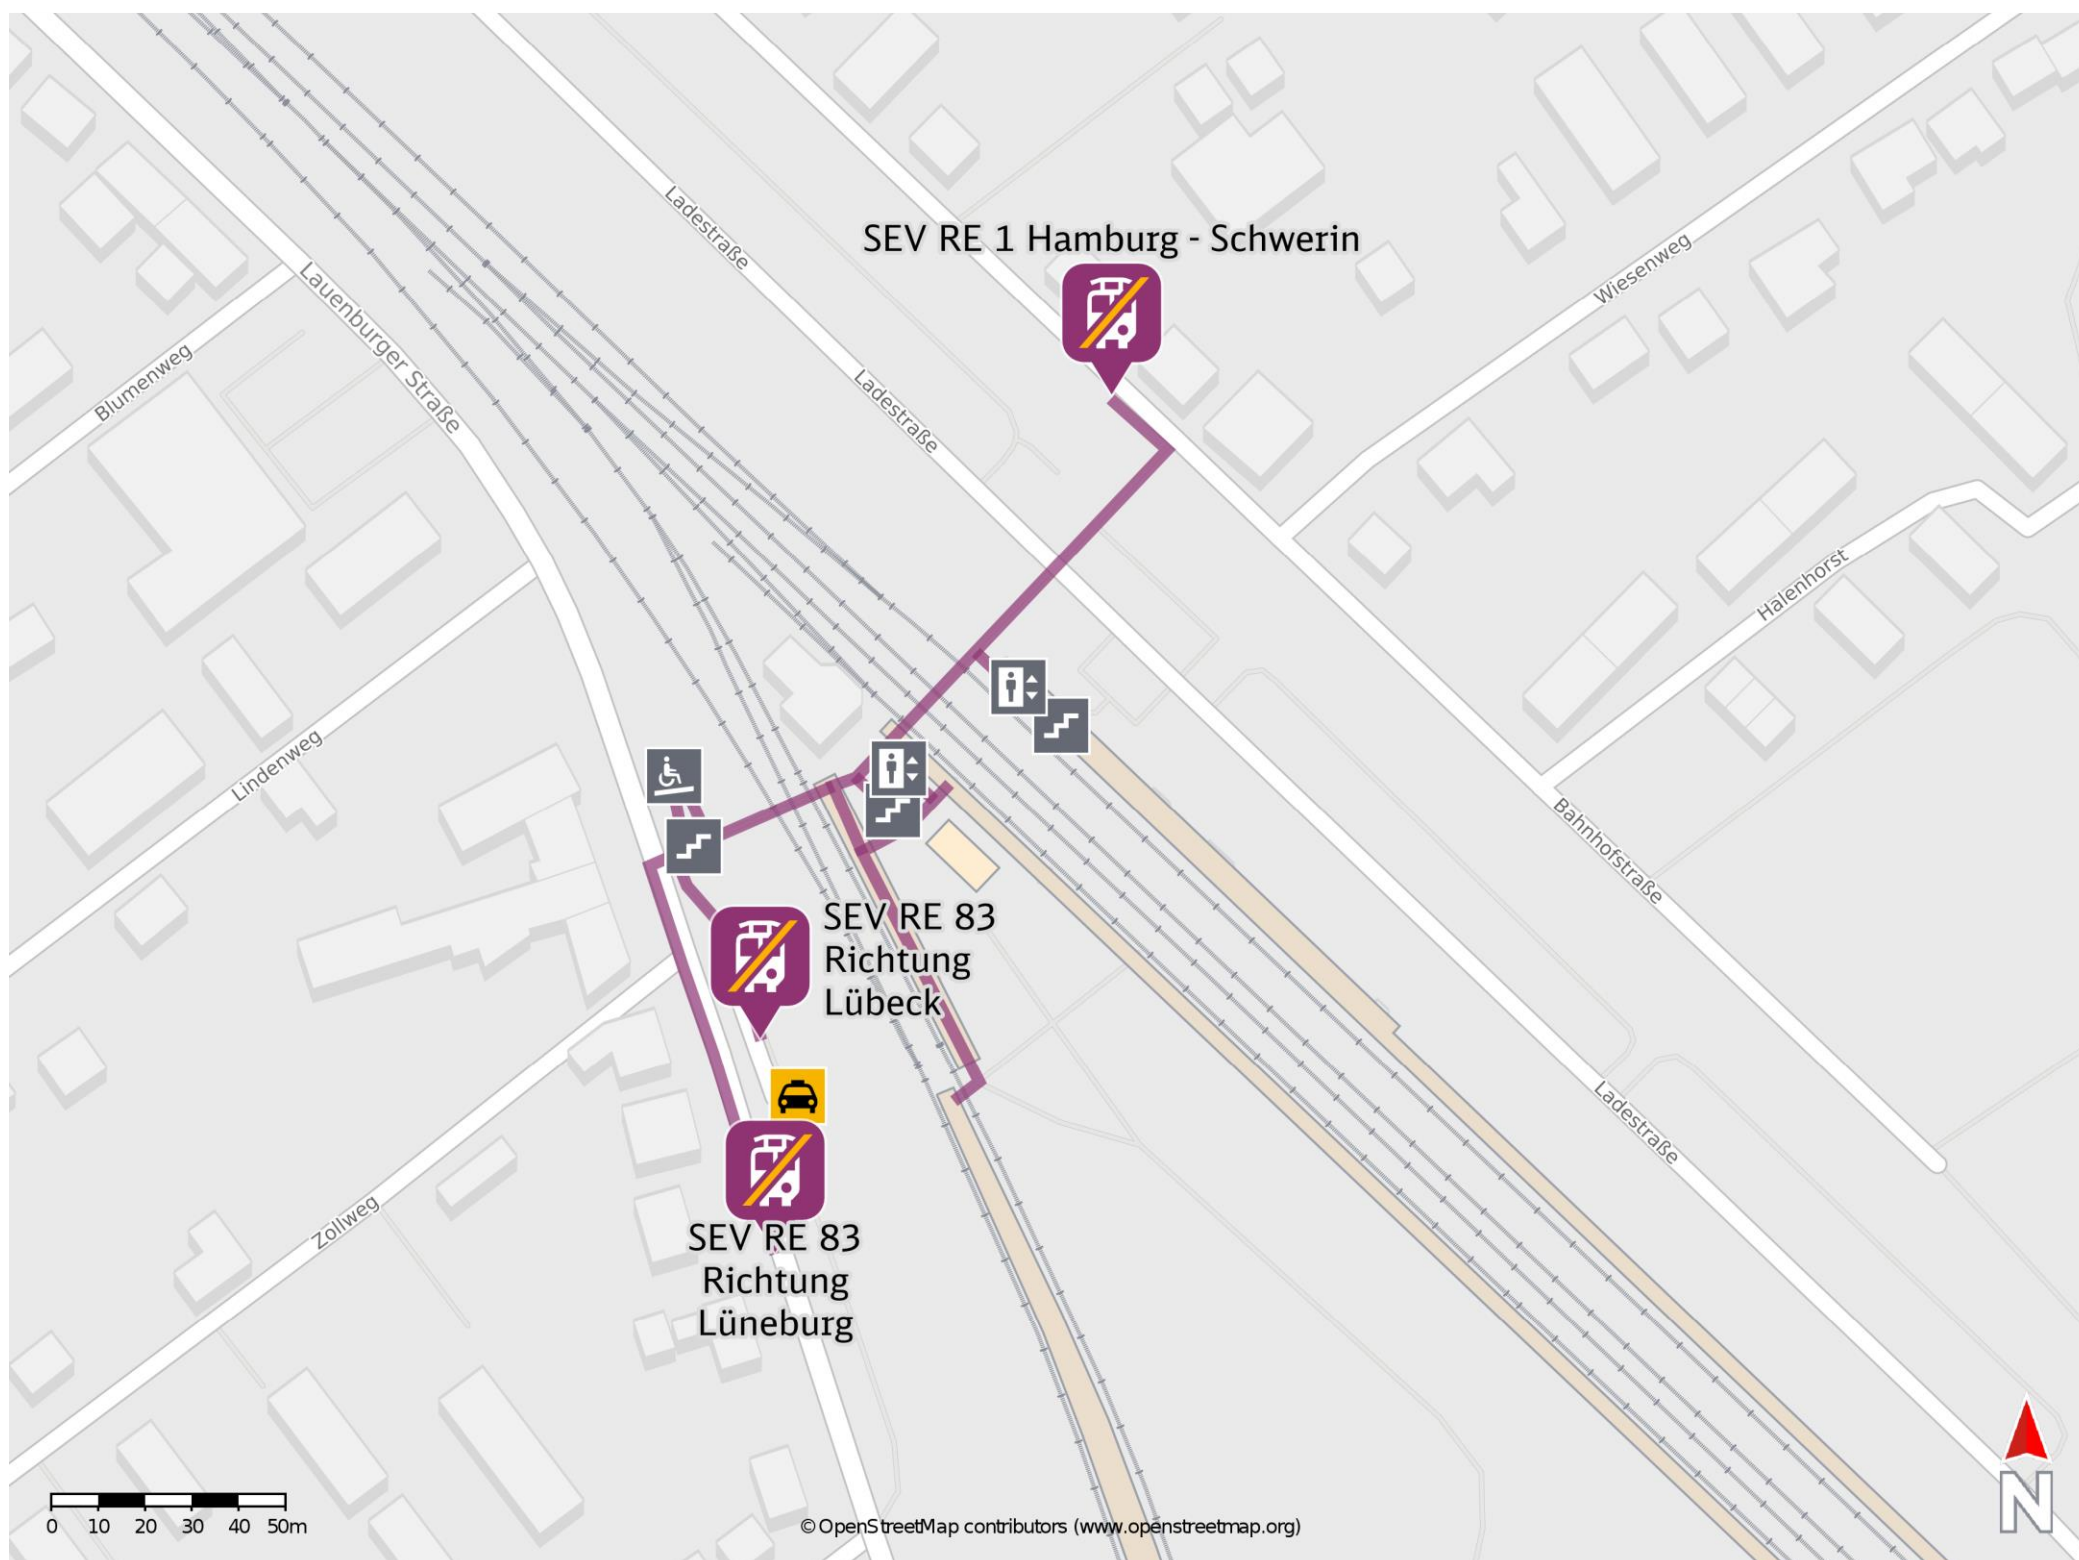 Ladestraße
SEV RE 1 Hamburg - Schwerin
Wiesenweg
Lauenburger Straße
Blumenweg
Ladestraße
Halenhorst
Lindenweg
Bahnhofstraße
SEV RE 83
Richtung
Lübeck
Ladestraße
Zollweg
SEV RE 83
Richtung
Lüneburg
0 10 20 30 40 50m
© OpenStreetMap contributors (www.openstreetmap.org)
N